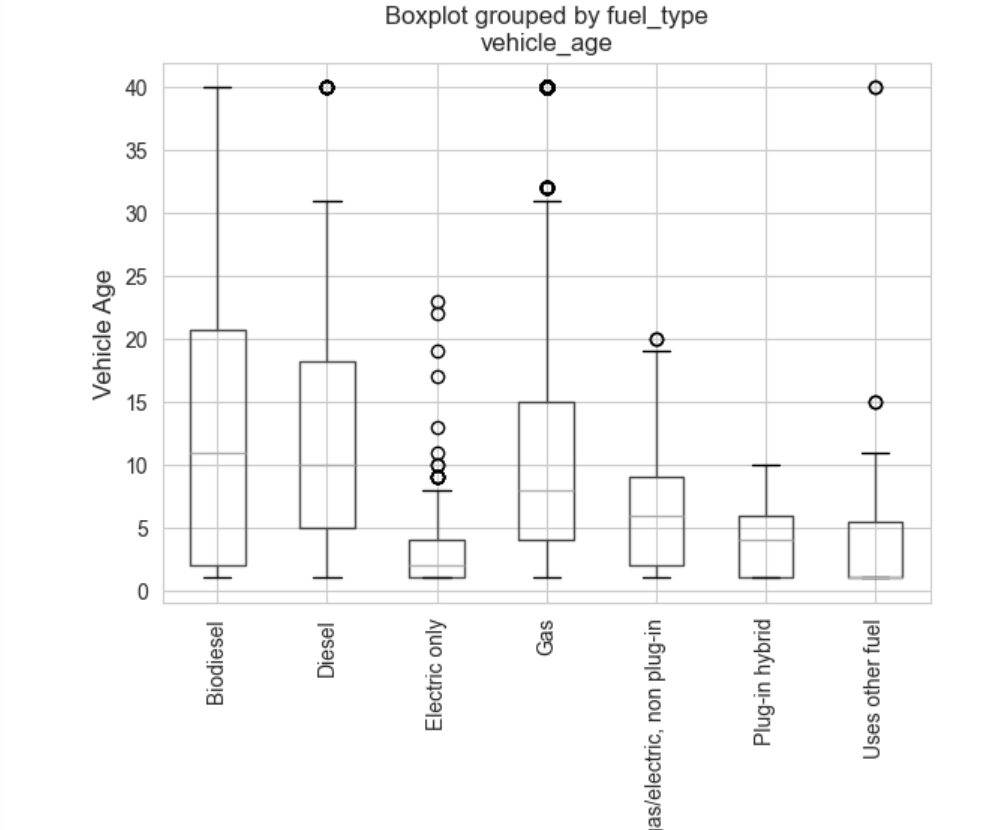 Boxplot grouped by fuel_type
vehicle_age
Vehicle Age
40
35
30
25
20
15
10
5
0
Biodiesel
Diesel
Electric only
Gas
gas/electric, non plug-in
Plug-in hybrid
Uses other fuel